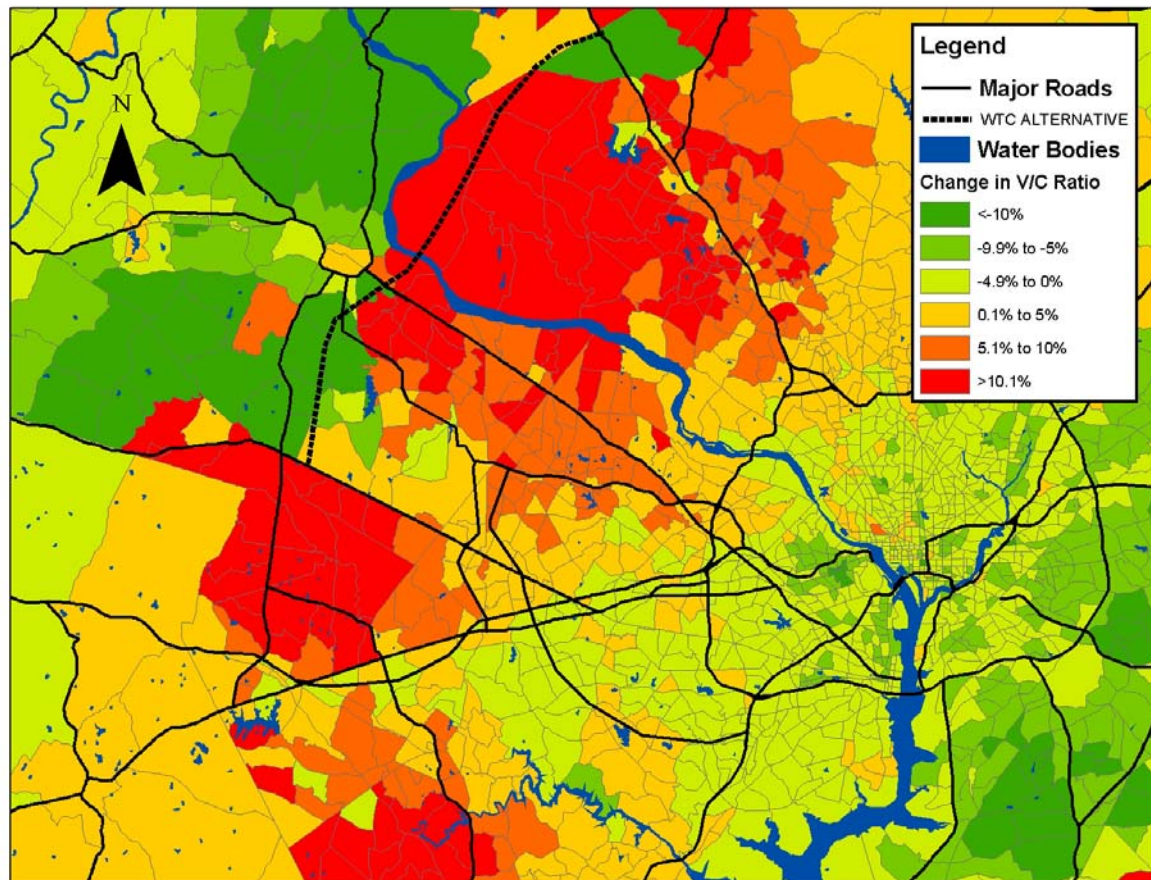 N
Legend
Major Roads
WTC ALTERNATIVE
Water Bodies
Change in V/C Ratio
<-10%
-9.9% to -5%
-4.9% to 0%
0.1% to 5%
5.1% to 10%
>10.1%